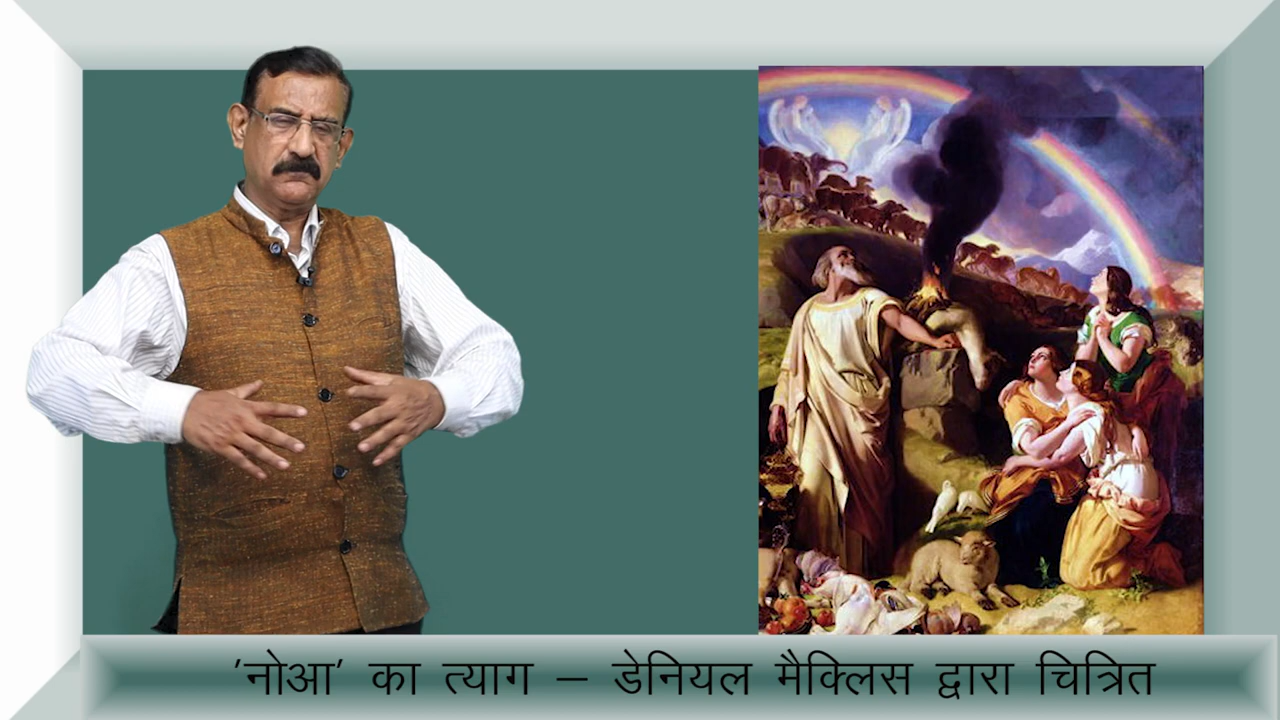 'नोआ' का त्याग – डेनियल मैक्लिस द्वारा चित्रित